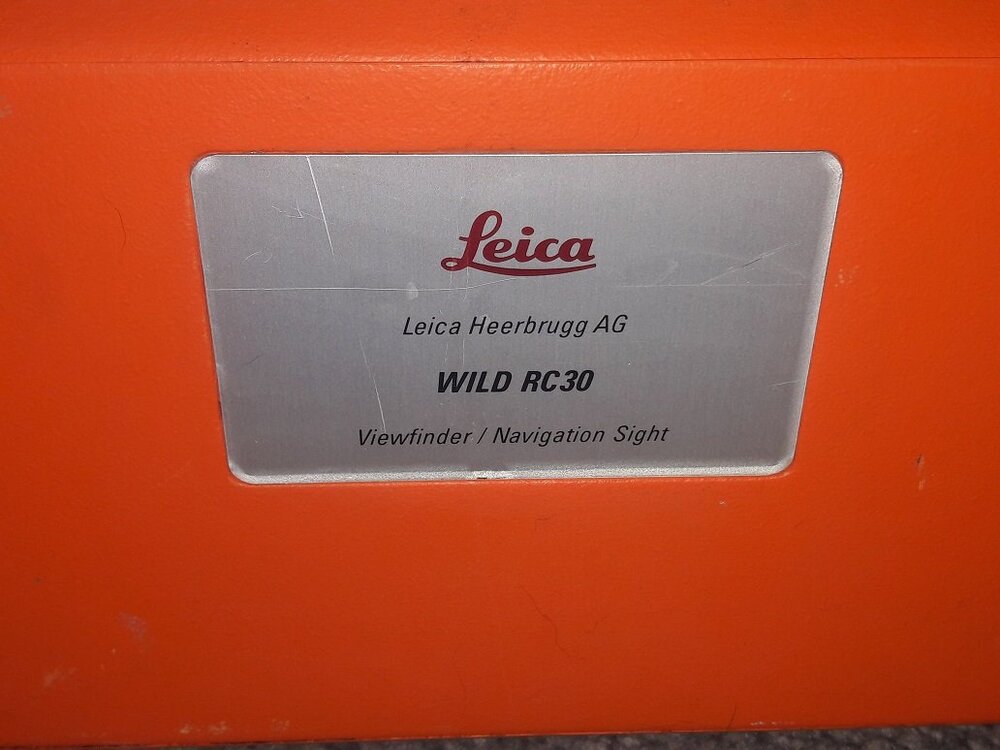 Leica
Leica Heerbrugg AG
WILD RC30
Viewfinder / Navigation Sight